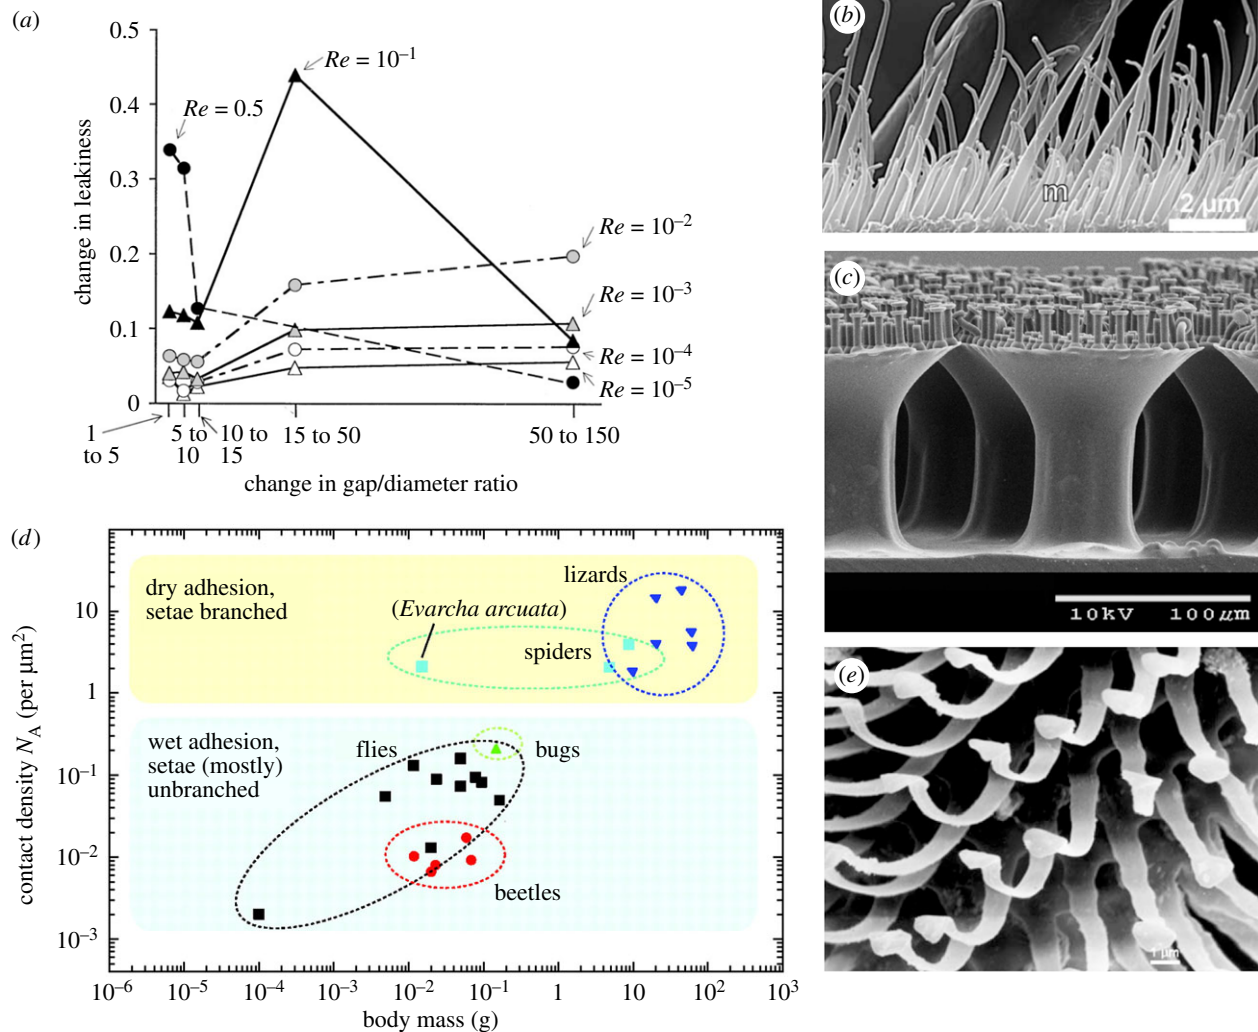 (a)
0.5
0.4
0.3
0.2
0.1
0
change in leakiness
Re = 0.5
Re = 10⁻¹
Re = 10⁻²
Re = 10⁻³
Re = 10⁻⁴
Re = 10⁻⁵
1
to 5
5 to
10
10 to
15
15 to 50
50 to 150
change in gap/diameter ratio
(b)
m
2 µm
(c)
10kV 100µm
(d)
dry adhesion,
setae branched
lizards
(Evarcha arcuata)
spiders
wet adhesion,
setae (mostly)
unbranched
flies
bugs
beetles
10
1
10⁻¹
10⁻²
10⁻³
contact density N_A (per µm²)
10⁻⁶ 10⁻⁵ 10⁻⁴ 10⁻³ 10⁻² 10⁻¹ 1 10 10² 10³
body mass (g)
(e)
1 µm